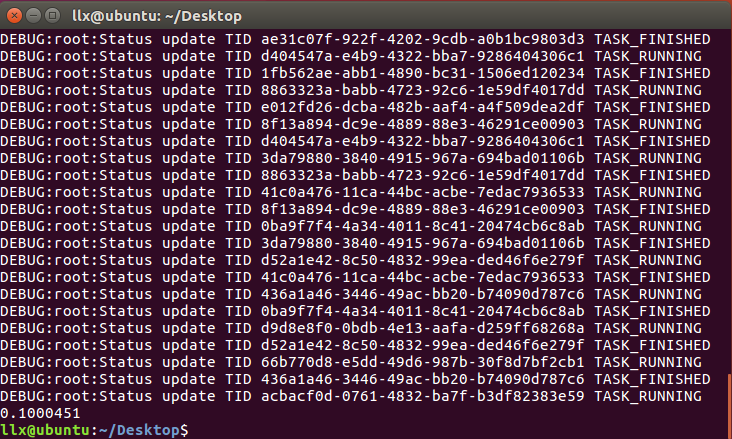 llx@ubuntu: ~/Desktop
DEBUG:root:Status update TID ae31c07f-922f-4202-9cdb-a0b1bc9803d3 TASK_FINISHED
DEBUG:root:Status update TID d404547a-e4b9-4322-bba7-9286404306c1 TASK_RUNNING
DEBUG:root:Status update TID 1fb562ae-abb1-4890-bc31-1506ed120234 TASK_FINISHED
DEBUG:root:Status update TID 8863323a-babb-4723-92c6-1e59df4017dd TASK_RUNNING
DEBUG:root:Status update TID e012fd26-dcba-482b-aaf4-a4f509dea2df TASK_FINISHED
DEBUG:root:Status update TID 8f13a894-dc9e-4889-88e3-46291ce00903 TASK_RUNNING
DEBUG:root:Status update TID d404547a-e4b9-4322-bba7-9286404306c1 TASK_FINISHED
DEBUG:root:Status update TID 3da79880-3840-4915-967a-694bad01106b TASK_RUNNING
DEBUG:root:Status update TID 8863323a-babb-4723-92c6-1e59df4017dd TASK_FINISHED
DEBUG:root:Status update TID 41c0a476-11ca-44bc-acbe-7edac7936533 TASK_RUNNING
DEBUG:root:Status update TID 8f13a894-dc9e-4889-88e3-46291ce00903 TASK_FINISHED
DEBUG:root:Status update TID 0ba9f7f4-4a34-4011-8c41-20474cb6c8ab TASK_RUNNING
DEBUG:root:Status update TID 3da79880-3840-4915-967a-694bad01106b TASK_FINISHED
DEBUG:root:Status update TID d52a1e42-8c50-4832-99ea-ded46f6e279f TASK_RUNNING
DEBUG:root:Status update TID 41c0a476-11ca-44bc-acbe-7edac7936533 TASK_FINISHED
DEBUG:root:Status update TID 436a1a46-3446-49ac-bb20-b74090d787c6 TASK_RUNNING
DEBUG:root:Status update TID 0ba9f7f4-4a34-4011-8c41-20474cb6c8ab TASK_FINISHED
DEBUG:root:Status update TID d9d8e8f0-0bdb-4e13-aafa-d259ff68268a TASK_RUNNING
DEBUG:root:Status update TID d52a1e42-8c50-4832-99ea-ded46f6e279f TASK_FINISHED
DEBUG:root:Status update TID 66b770d8-e5dd-49d6-987b-30f8d7bf2cb1 TASK_RUNNING
DEBUG:root:Status update TID 436a1a46-3446-49ac-bb20-b74090d787c6 TASK_FINISHED
DEBUG:root:Status update TID acbacf0d-0761-4832-ba7f-b3df82383e59 TASK_RUNNING
0.1000451
llx@ubuntu:~/Desktop$